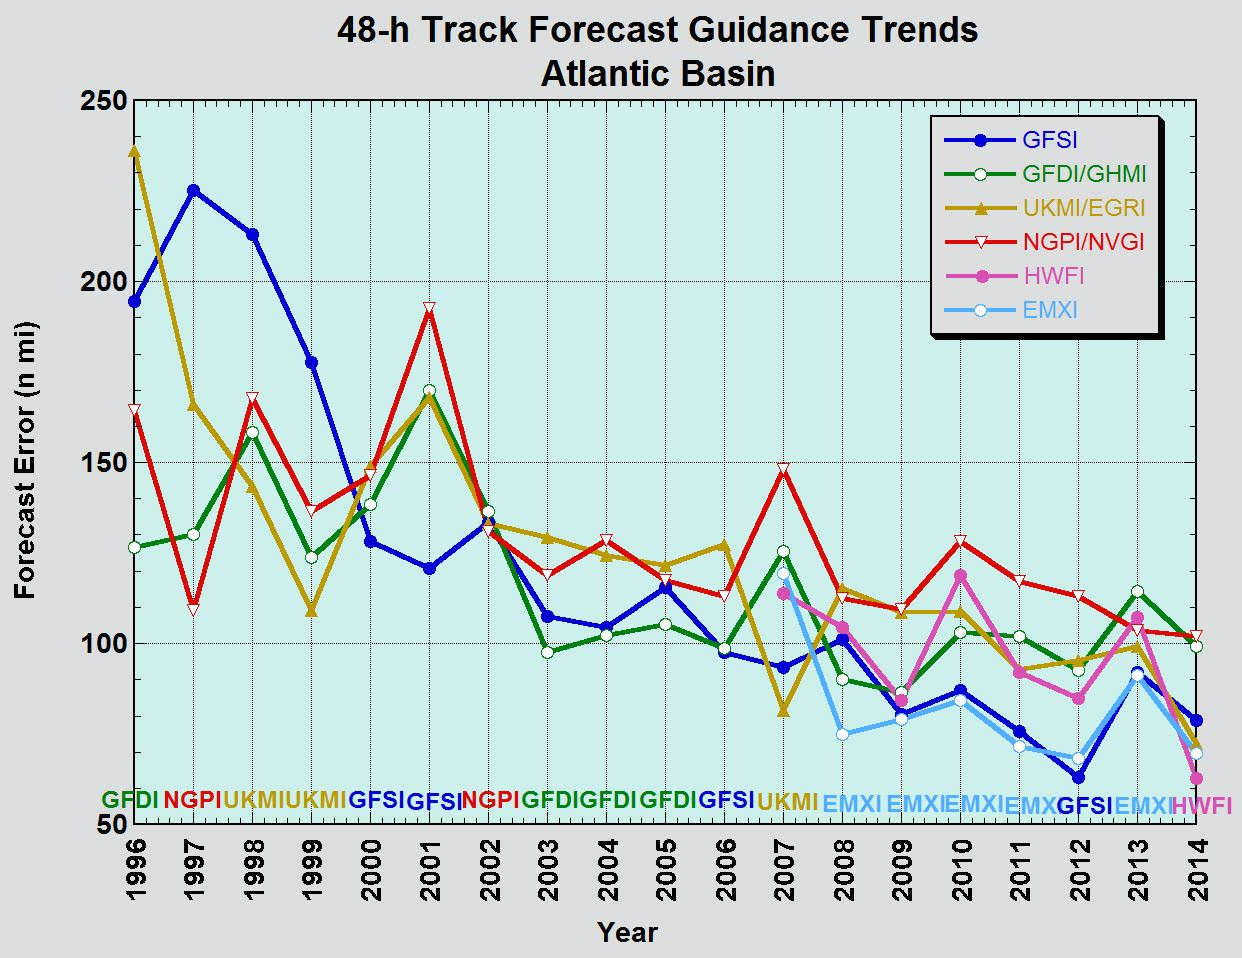 48-h Track Forecast Guidance Trends
Atlantic Basin
Forecast Error (n mi)
250
200
150
100
50
GFSI
GFDI/GHMI
UKMI/EGRI
NGPI/NVGI
HWFI
EMXI
GFDI NGPI UKMI UKMI GFSI GFSI NGPI GFDI GFDI GFDI GFSI UKMI EMXI EMXI EMXI EMXI GFSI EMXI HWFI
1996 1997 1998 1999 2000 2001 2002 2003 2004 2005 2006 2007 2008 2009 2010 2011 2012 2013 2014
Year